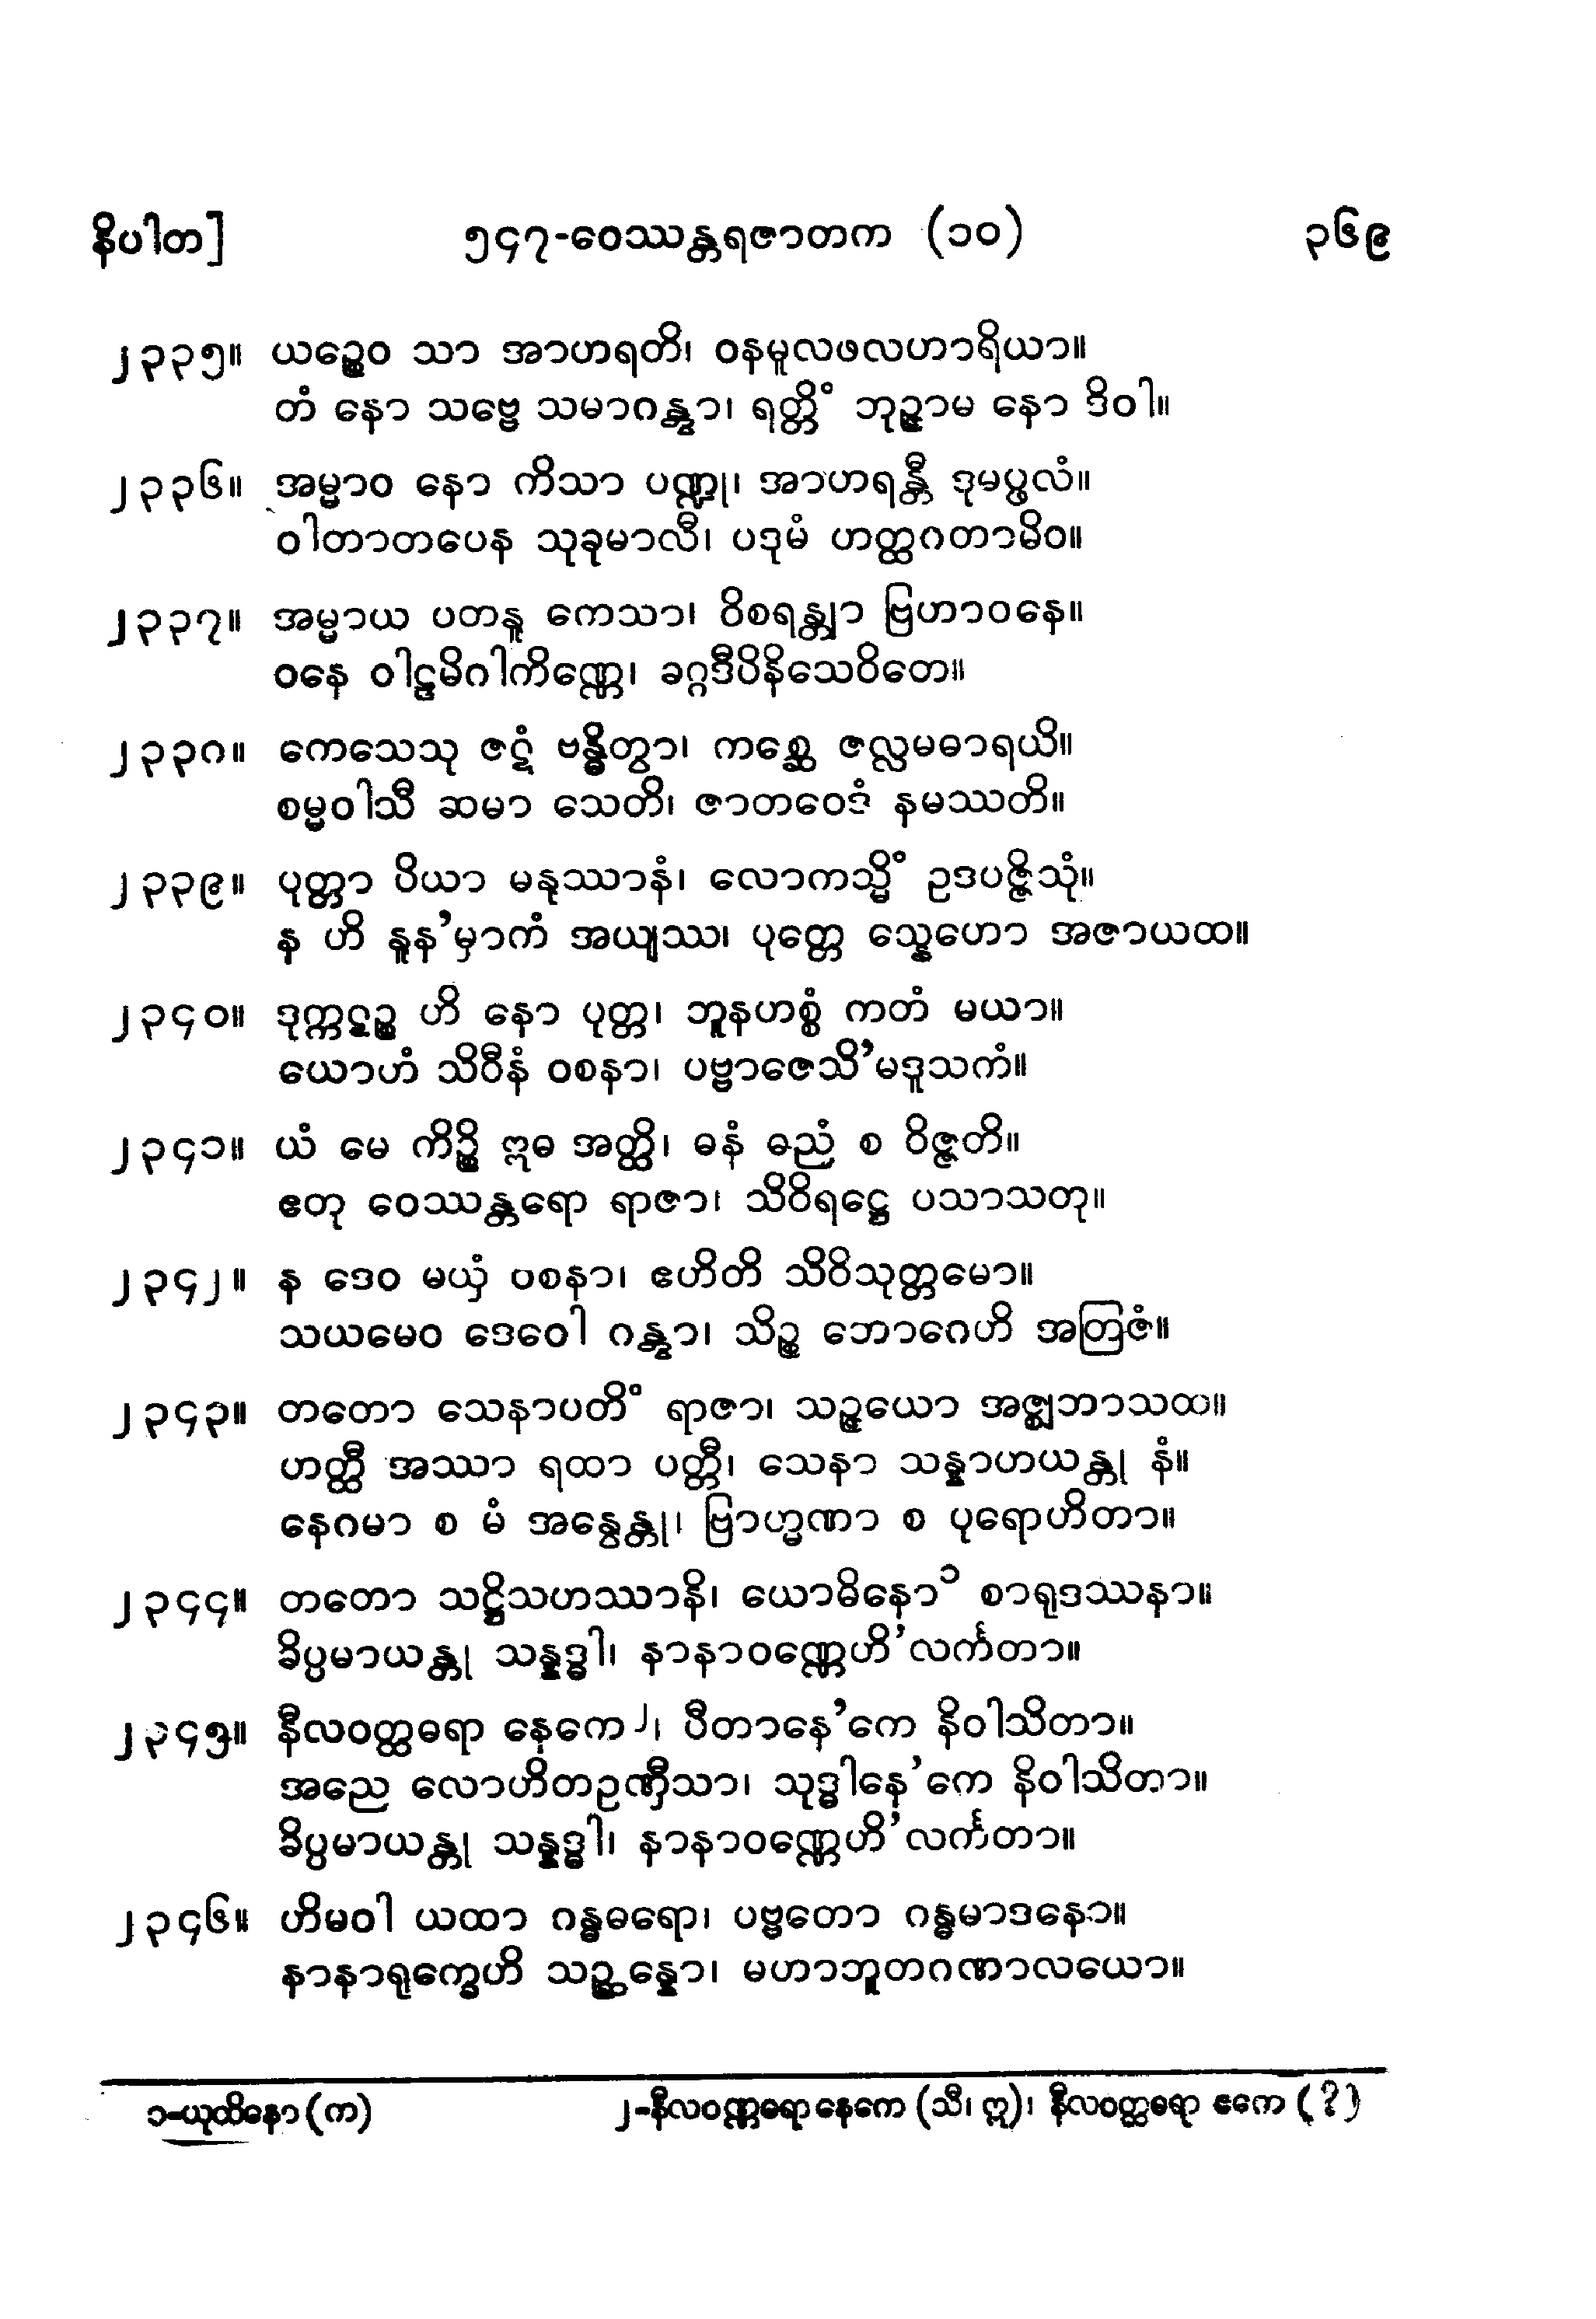 နိပါတ]
၅၄၇-ဝေဿန္တရဇာတက (၁၀)
၃၆၉
၂၃၃၅။ ယဉ္စေဝ သာ အာဟရတိ၊ ဝနမူလဖလဟာရိယာ။
တံ နော သဗ္ဗေ သမာဂန္တွာ၊ ရတ္တိံ ဘုဉ္ဇာမ နော ဒိဝါ။
၂၃၃၆။ အမ္မာဝ နော ကိသာ ပဏ္ဍု၊ အာဟရန္တီ ဒုမပ္ဖလံ။
ဝါတာတပေန သုခုမာလီ၊ ပဒုမံ ဟတ္ထဂတာမိဝ။
၂၃၃၇။ အမ္မာယ ပတနူ ကေသာ၊ ဝိစရန္တျာ ဗြဟာဝနေ။
ဝနေ ဝါဠမိဂါကိဏ္ဏေ၊ ခဂ္ဂဒီပိနိသေဝိတေ။
၂၃၃၈။ ကေသေသု ဇဋံ ဗန္ဓိတွာ၊ ကစ္ဆေ ဇလ္လမဓာရယိ။
စမ္မဝါသီ ဆမာ သေတိ၊ ဇာတဝေဒံ နမဿတိ။
၂၃၃၉။ ပုတ္တာ ပိယာ မနုဿာနံ၊ လောကသ္မိံ ဥဒပဇ္ဇိသုံ။
န ဟိ နူန’မှာကံ အယျဿ၊ ပုတ္တေ သ္နေဟော အဇာယထ။
၂၃၄၀။ ဒုက္ကဋဉ္စ ဟိ နော ပုတ္တ၊ ဘူနဟစ္စံ ကတံ မယာ။
ယောဟံ သိဝီနံ ဝစနာ၊ ပဗ္ဗာဇေသိ’မဒူသကံ။
၂၃၄၁။ ယံ မေ ကိဉ္စိ ဣဓ အတ္ထိ၊ ဓနံ ဓညံ စ ဝိဇ္ဇတိ။
ဧတု ဝေဿန္တရော ရာဇာ၊ သိဝိရဋ္ဌေ ပသာသတု။
၂၃၄၂။ န ဒေဝ မယှံ ဝစနာ၊ ဧဟိတိ သိဝိသုတ္တမော။
သယမေဝ ဒေဝေါ ဂန္တွာ၊ သိဉ္စ ဘောဂေဟိ အတြဇံ။
၂၃၄၃။ တတော သေနာပတိံ ရာဇာ၊ သဉ္ဇယော အဇ္ဈဘာသထ။
ဟတ္ထီ အဿာ ရထာ ပတ္တီ၊ သေနာ သန္နာဟယန္တု နံ။
နေဂမာ စ မံ အနွေန္တု၊ ဗြာဟ္မဏာ စ ပုရောဟိတာ။
၂၃၄၄။ တတော သဋ္ဌိသဟဿာနိ၊ ယောဓိနော၁ စာရုဒဿနာ။
ခိပ္ပမာယန္တု သန္နဒ္ဓါ၊ နာနာဝဏ္ဏေဟိ’လင်္ကတာ။
၂၃၄၅။ နီလဝတ္ထဓရာ နေကေ၂၊ ပီတာနေ’ကေ နိဝါသိတာ။
အညေ လောဟိတဥဏှီသာ၊ သုဒ္ဓါနေ’ကေ နိဝါသိတာ။
ခိပ္ပမာယန္တု သန္နဒ္ဓါ၊ နာနာဝဏ္ဏေဟိ’လင်္ကတာ။
၂၃၄၆။ ဟိမဝါ ယထာ ဂန္ဓဓရော၊ ပဗ္ဗတော ဂန္ဓမာဒနော။
နာနာရုက္ခေဟိ သဉ္ဆန္နော၊ မဟာဘူတဂဏာလယော။
၁-ယုထိနော (က)
၂-နီလဝဏ္ဏဓရာ နေကေ (သီ၊ ဣ)၊ နီလဝတ္ထဓရာ ဧကေ (?)